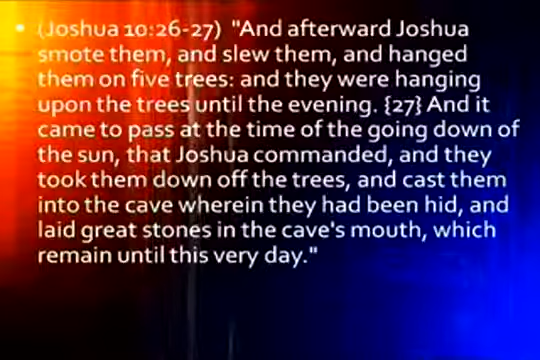 • (Joshua 10:26-27) "And afterward Joshua
smote them, and slew them, and hanged
them on five trees: and they were hanging
upon the trees until the evening. {27} And it
came to pass at the time of the going down of
the sun, that Joshua commanded, and they
took them down off the trees, and cast them
into the cave wherein they had been hid, and
laid great stones in the cave's mouth, which
remain until this very day."